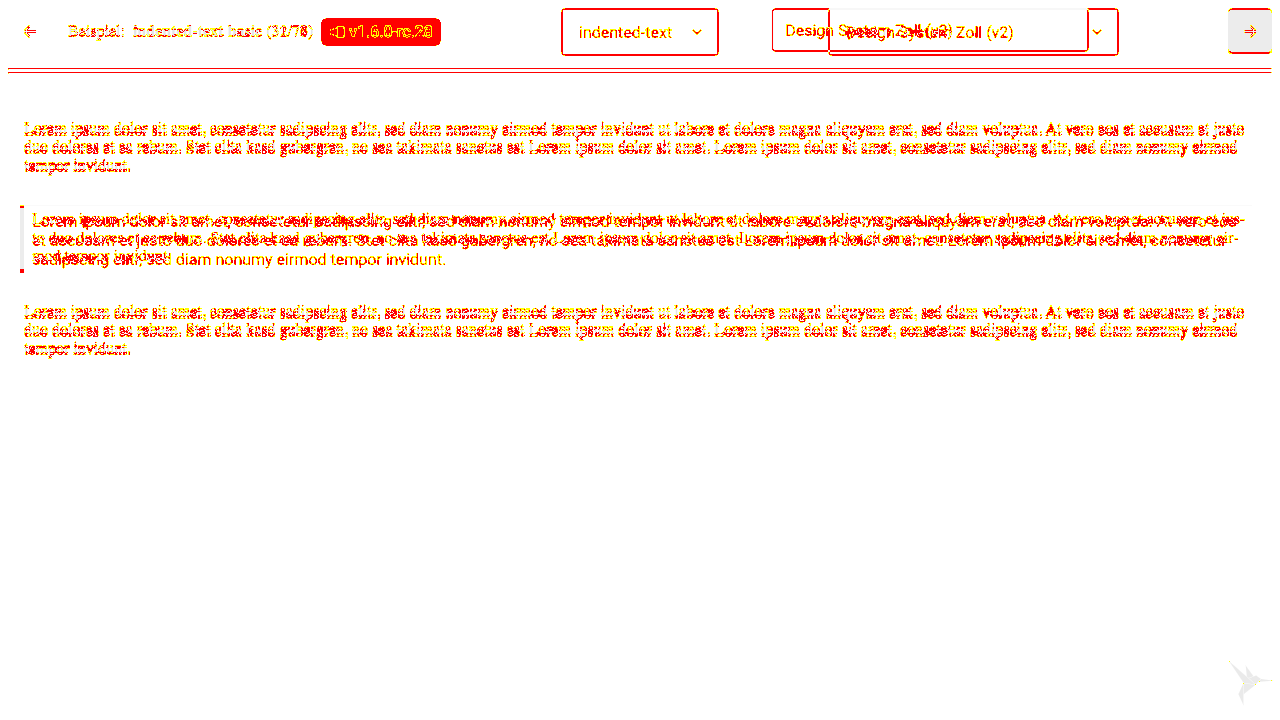 Beispiel: indented-text basic (31/76) v1.6.0-rc.20 indented-text Design System Zoll (v2) Design System Zoll (v2)
Lorem ipsum dolor sit amet, consetetur sadipscing elitr, sed diam nonumy eirmod tempor invidunt ut labore et dolore magna aliquyam erat, sed diam voluptua. At vero eos et accusam et justo
duo dolores et ea rebum. Stet clita kasd gubergren, no sea takimata sanctus est Lorem ipsum dolor sit amet. Lorem ipsum dolor sit amet, consetetur sadipscing elitr, sed diam nonumy eirmod
tempor invidunt.
Lorem ipsum dolor sit amet, consetetur sadipscing elitr, sed diam nonumy eirmod tempor invidunt ut labore et dolore magna aliquyam erat, sed diam voluptua. At vero eos
et accusam et justo duo dolores et ea rebum. Stet clita kasd gubergren, no sea takimata sanctus est Lorem ipsum dolor sit amet. Lorem ipsum dolor sit amet, consetetur
sadipscing elitr, sed diam nonumy eirmod tempor invidunt.
Lorem ipsum dolor sit amet, consetetur sadipscing elitr, sed diam nonumy eirmod tempor invidunt ut labore et dolore magna aliquyam erat, sed diam voluptua. At vero eos et accusam et justo
duo dolores et ea rebum. Stet clita kasd gubergren, no sea takimata sanctus est Lorem ipsum dolor sit amet. Lorem ipsum dolor sit amet, consetetur sadipscing elitr, sed diam nonumy eirmod
tempor invidunt.